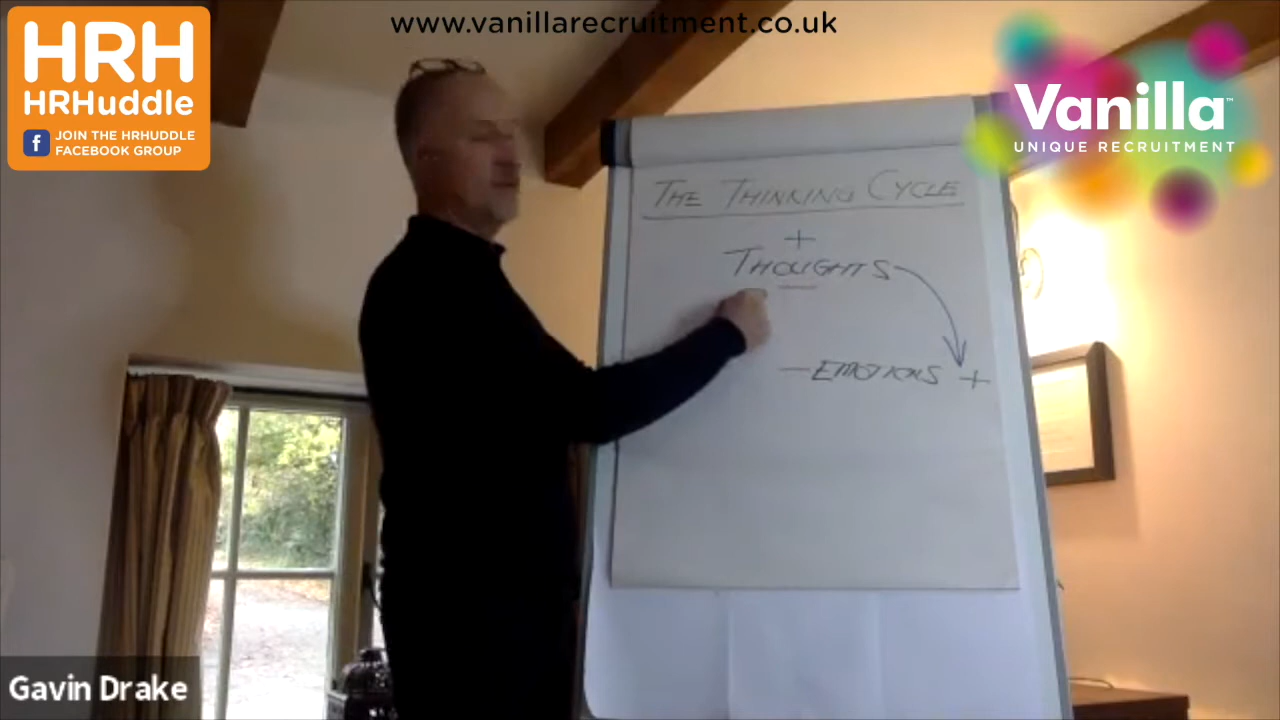 www.vanillarecruitment.co.uk
HRH
HRHuddle
f
JOIN THE HRHUDDLE
FACEBOOK GROUP
Vanilla™
UNIQUE RECRUITMENT
THE THINKING CYCLE
+
THOUGHTS
— EMOTIONS +
Gavin Drake